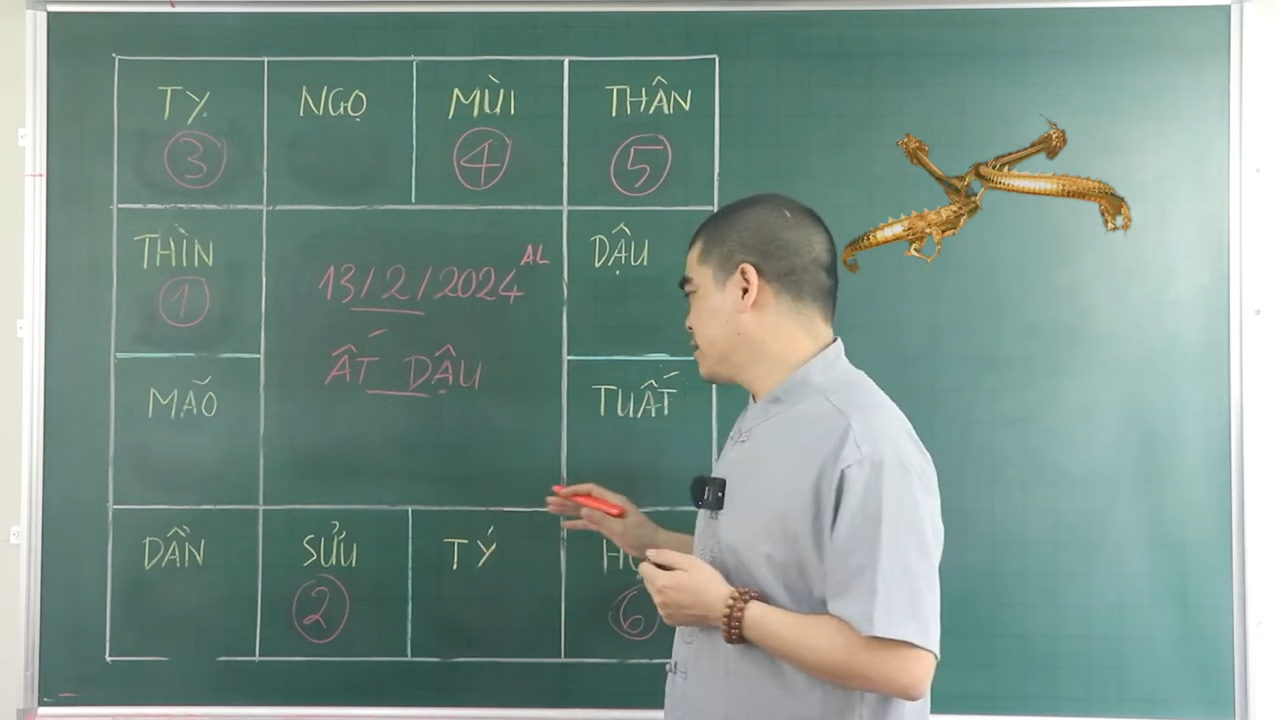 TỴ NGỌ MÙI THÂN
3 4 5
THÌN DẬU
1
13/2/2024 AL
ẤT DẬU
MÃO TUẤT
DẦN SỬU TÝ
2 6